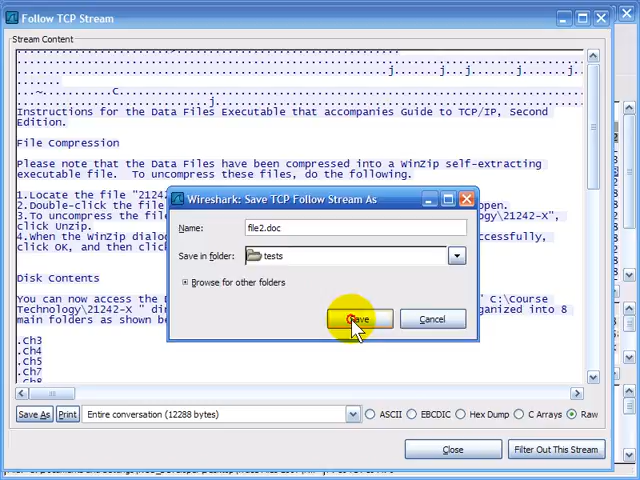 Follow TCP Stream
Stream Content
Instructions for the Data Files Executable that accompanies Guide to TCP/IP, Second
Edition.
File Compression
Please note that the Data Files have been compressed into a WinZip self-extracting
executable file. To uncompress these files, do the following.
1.Locate the file "2124
2.Double-click the file open.
3.To uncompress the fi nology\21242-X",
click Unzip.
4.When the WinZip dialo ccessfully,
click OK, and then click
Disk Contents
You can now access the D " C:\Course
Technology\21242-X " dir ganized into 8
main folders as shown be
.Ch3
.Ch4
.Ch5
.Ch7
.Ch8
Wireshark: Save TCP Follow Stream As
Name: file2.doc
Save in folder: tests
Browse for other folders
Save Cancel
Save As Print Entire conversation (12288 bytes) ASCII EBCDIC Hex Dump C Arrays Raw
Close Filter Out This Stream